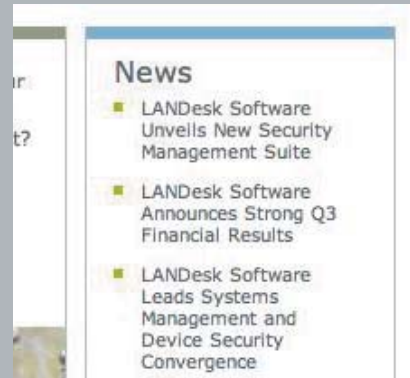 ur
t?
News
LANDesk Software
Unveils New Security
Management Suite
LANDesk Software
Announces Strong Q3
Financial Results
LANDesk Software
Leads Systems
Management and
Device Security
Convergence